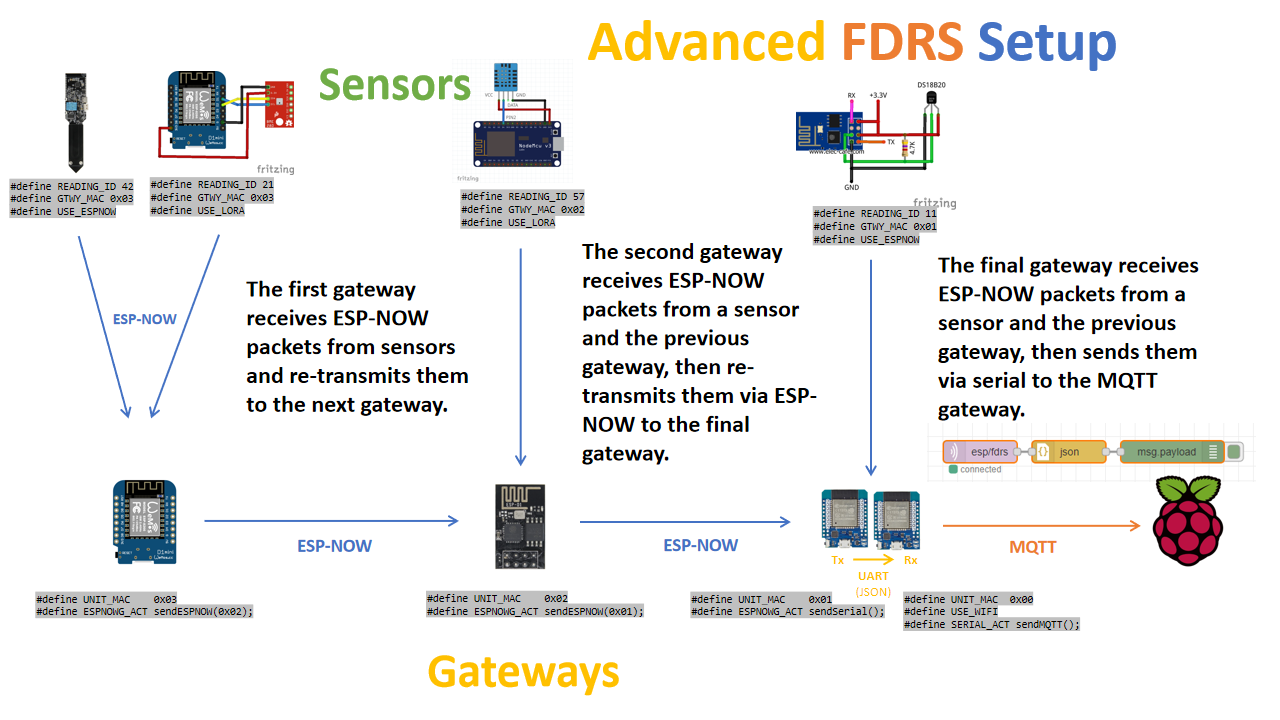 Advanced FDRS Setup
Sensors
fritzing
#define READING_ID 42
#define GTWY_MAC 0x03
#define USE_ESPNOW
#define READING_ID 21
#define GTWY_MAC 0x03
#define USE_LORA
VCC
GND
DATA
PIN2
NodeMcu v3
fritzing
#define READING_ID 57
#define GTWY_MAC 0x02
#define USE_LORA
DS18B20
RX
+3.3V
TX
4.7K
GND
fritzing
#define READING_ID 11
#define GTWY_MAC 0x01
#define USE_ESPNOW
ESP-NOW
The first gateway
receives ESP-NOW
packets from sensors
and re-transmits them
to the next gateway.
The second gateway
receives ESP-NOW
packets from a sensor
and the previous
gateway, then re-
transmits them via ESP-
NOW to the final
gateway.
The final gateway receives
ESP-NOW packets from a
sensor and the previous
gateway, then sends them
via serial to the MQTT
gateway.
esp/fdrs
json
msg.payload
connected
ESP-NOW
ESP-NOW
MQTT
Tx
Rx
UART
(JSON)
#define UNIT_MAC 0x03
#define ESPNOWG_ACT sendESPNOW(0x02);
#define UNIT_MAC 0x02
#define ESPNOWG_ACT sendESPNOW(0x01);
#define UNIT_MAC 0x01
#define ESPNOWG_ACT sendSerial();
#define UNIT_MAC 0x00
#define USE_WIFI
#define SERIAL_ACT sendMQTT();
Gateways